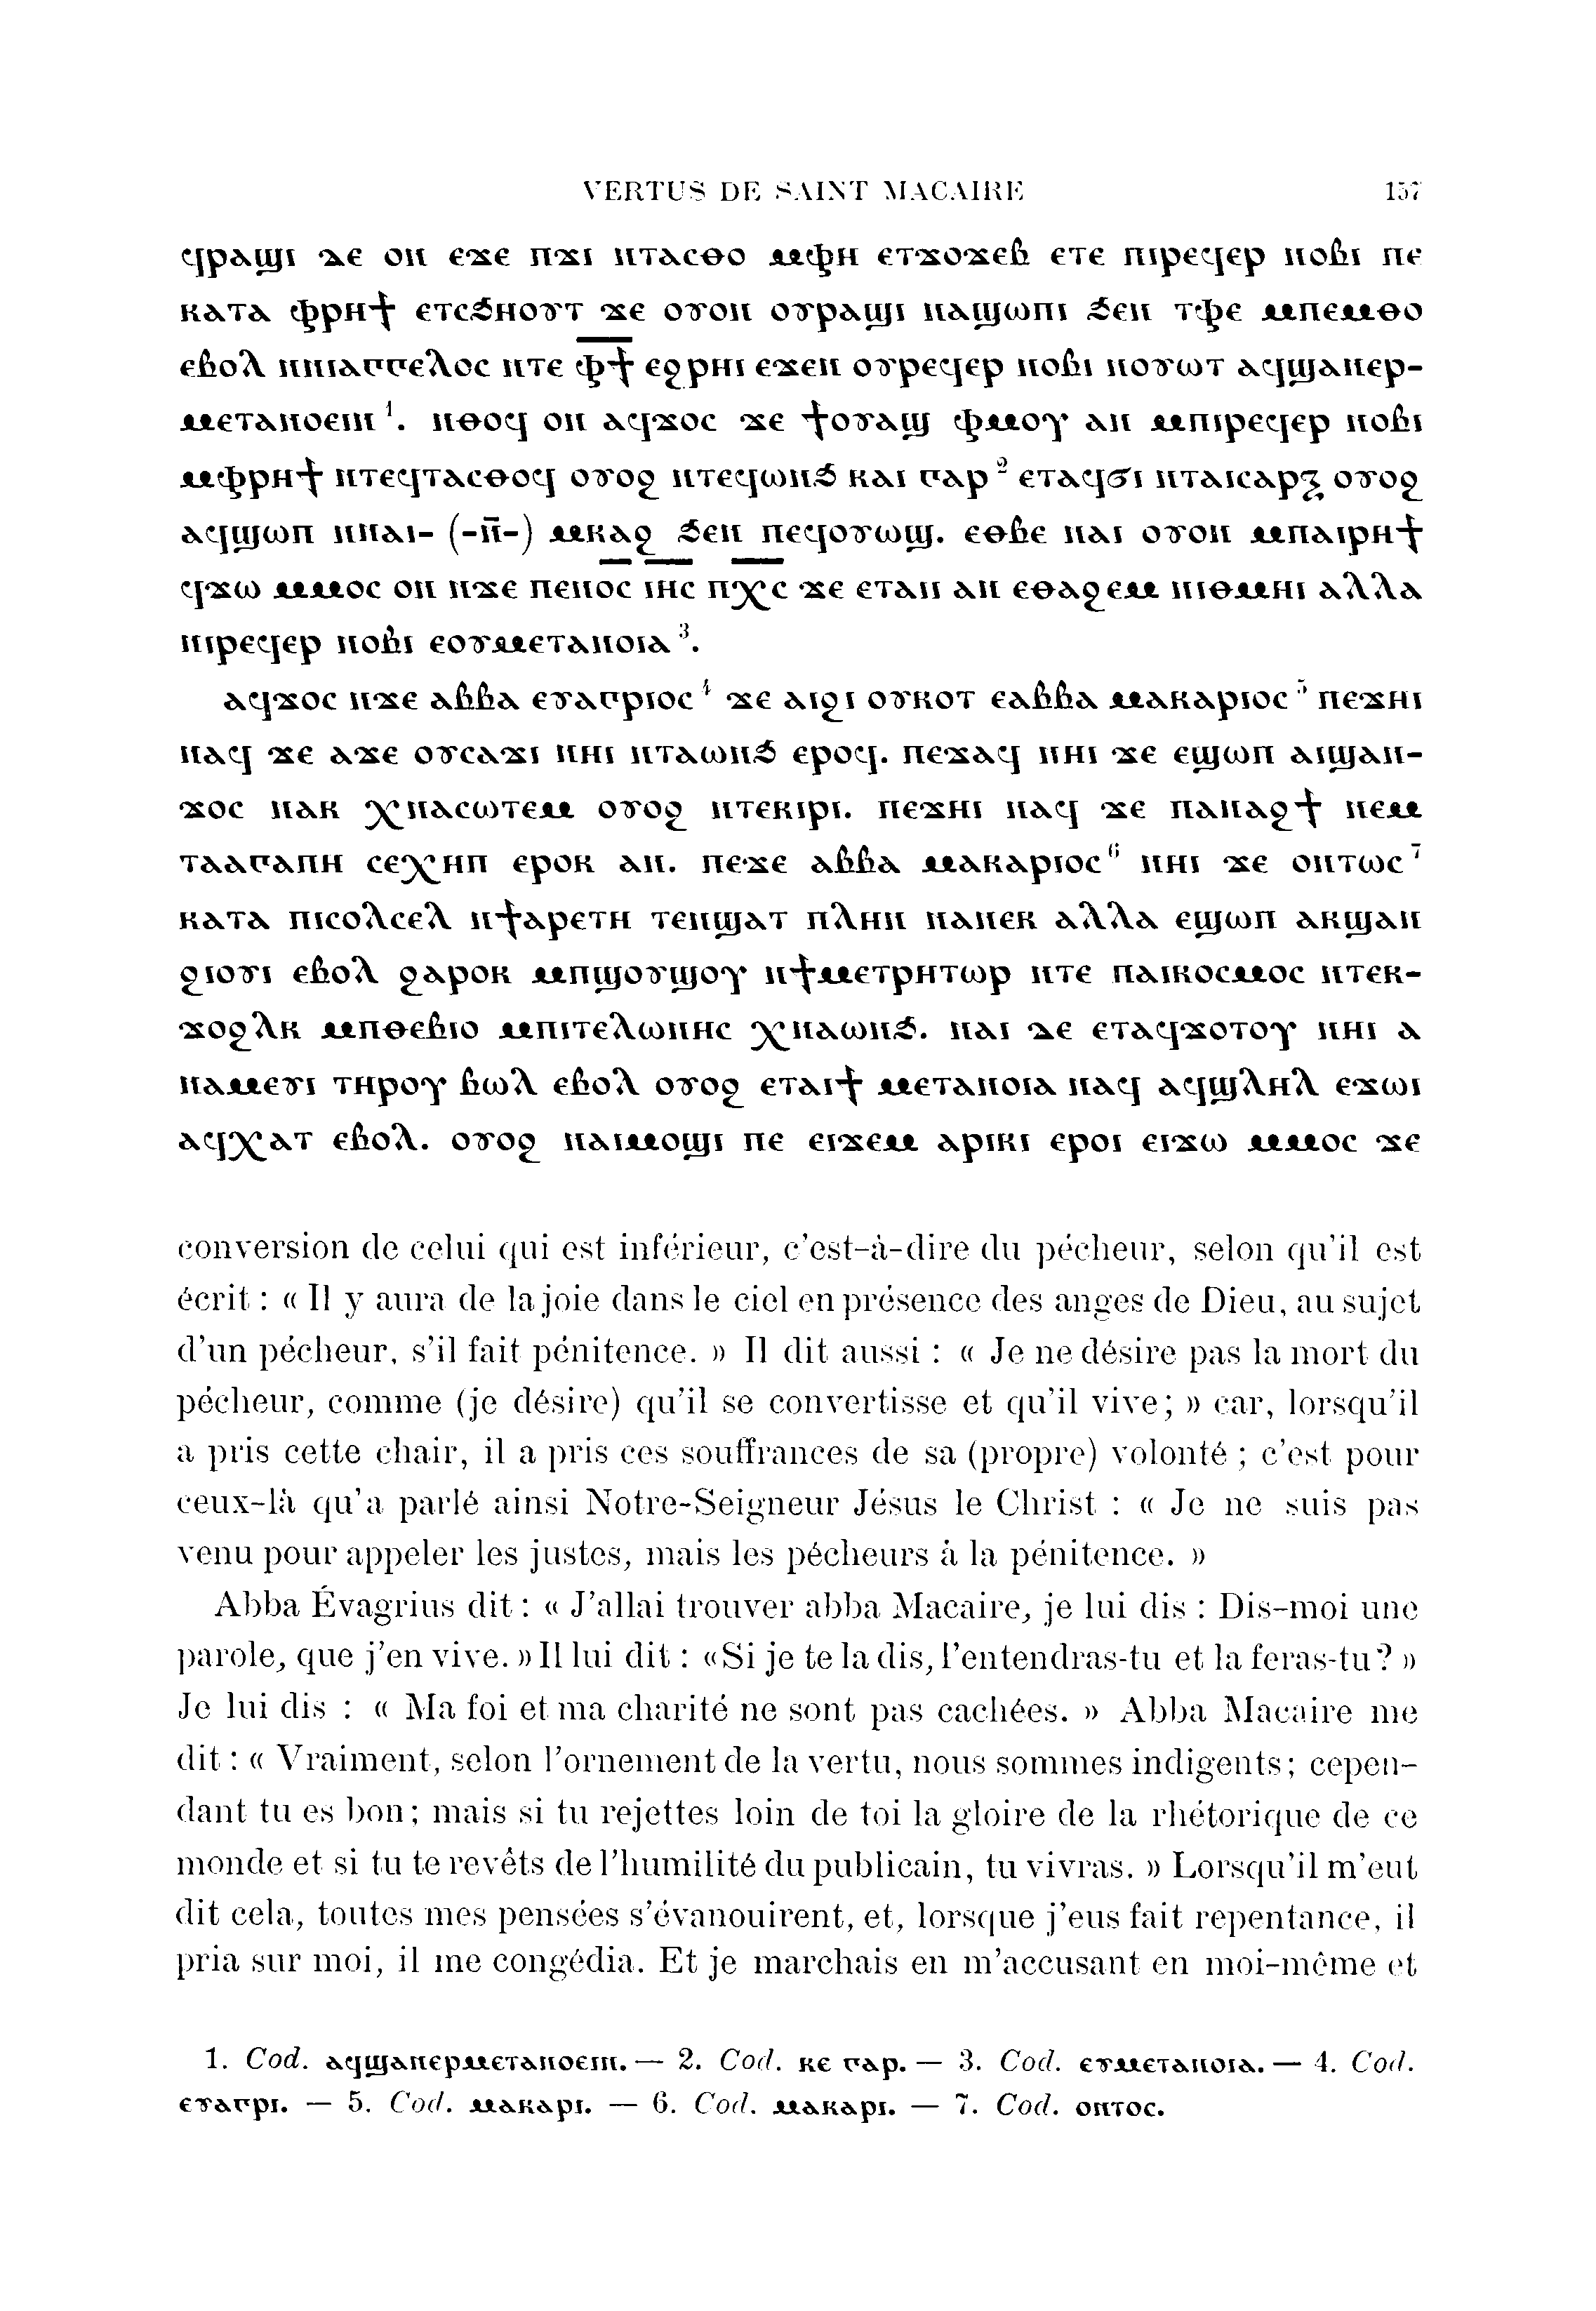 VERTUS DE SAINT MACAIRE 157
ϥⲣⲁϣⲓ ⲇⲉ ⲟⲛ ⲉϫⲉ ⲡϫⲓ ⲛⲧⲁⲥⲑⲟ ⲙⲫⲏ ⲉⲧϫⲟϫⲉⲃ ⲉⲧⲉ ⲡⲓⲣⲉϥⲉⲣ ⲛⲟⲃⲓ ⲡⲉ
ⲕⲁⲧⲁ ⲫⲣⲏϯ ⲉⲧⲥϧⲏⲟⲩⲧ ϫⲉ ⲟⲩⲟⲛ ⲟⲩⲣⲁϣⲓ ⲛⲁϣⲱⲡⲓ ϧⲉⲛ ⲧⲫⲉ ⲙⲡⲉⲙⲑⲟ
ⲉⲃⲟⲗ ⲛⲛⲓⲁⲅⲅⲉⲗⲟⲥ ⲛⲧⲉ ⲫ̅ϯ̅ ⲉϩⲣⲏⲓ ⲉϫⲉⲛ ⲟⲩⲣⲉϥⲉⲣ ⲛⲟⲃⲓ ⲛⲟⲩⲱⲧ ⲁϥϣⲁⲛⲉⲣ-
ⲙⲉⲧⲁⲛⲟⲉⲓⲛ ¹. ⲛⲑⲟϥ ⲟⲛ ⲁϥϫⲟⲥ ϫⲉ ϯⲟⲩⲁϣ ⲫⲙⲟⲩ ⲁⲛ ⲙⲡⲓⲣⲉϥⲉⲣ ⲛⲟⲃⲓ
ⲙⲫⲣⲏϯ ⲛⲧⲉϥⲧⲁⲥⲑⲟϥ ⲟⲩⲟϩ ⲛⲧⲉϥⲱⲛϧ ⲕⲁⲓ ⲅⲁⲣ ² ⲉⲧⲁϥϭⲓ ⲛⲧⲁⲓⲥⲁⲣⲝ ⲟⲩⲟϩ
ⲁϥϣⲱⲡ ⲛⲛⲁⲓ- (-ⲛ̄-) ⲙⲕⲁϩ ϧⲉⲛ ⲡⲉϥⲟⲩⲱϣ. ⲉⲑⲃⲉ ⲛⲁⲓ ⲟⲩⲟⲛ ⲙⲡⲁⲓⲣⲏϯ
ϥϫⲱ ⲙⲙⲟⲥ ⲟⲛ ⲛϫⲉ ⲡⲉⲛⲟ̅ⲥ̅ ⲓ̅ⲏ̅ⲥ̅ ⲡ̅ⲭ̅ⲥ̅ ϫⲉ ⲉⲧⲁⲓⲓ ⲁⲛ ⲉⲑⲁϩⲉⲙ ⲛⲓⲑⲙⲏⲓ ⲁⲗⲗⲁ
ⲛⲓⲣⲉϥⲉⲣ ⲛⲟⲃⲓ ⲉⲟⲩⲙⲉⲧⲁⲛⲟⲓⲁ ³.
ⲁϥϫⲟⲥ ⲛϫⲉ ⲁⲃⲃⲁ ⲉⲩⲁⲅⲣⲓⲟⲥ ⁴ ϫⲉ ⲁⲓϩⲓ ⲟⲩⲕⲟⲧ ⲉⲁⲃⲃⲁ ⲙⲁⲕⲁⲣⲓⲟⲥ ⁵ ⲡⲉϫⲏⲓ
ⲛⲁϥ ϫⲉ ⲁϫⲉ ⲟⲩⲥⲁϫⲓ ⲛⲏⲓ ⲛⲧⲁⲱⲛϧ ⲉⲣⲟϥ. ⲡⲉϫⲁϥ ⲛⲏⲓ ϫⲉ ⲉϣⲱⲡ ⲁⲓϣⲁⲛ-
ϫⲟⲥ ⲛⲁⲕ ⲭⲛⲁⲥⲱⲧⲉⲙ ⲟⲩⲟϩ ⲛⲧⲉⲕⲓⲣⲓ. ⲡⲉϫⲏⲓ ⲛⲁϥ ϫⲉ ⲡⲁⲛⲁϩϯ ⲛⲉⲙ
ⲧⲁⲁⲅⲁⲡⲏ ⲥⲉⲭⲏⲡ ⲉⲣⲟⲕ ⲁⲛ. ⲡⲉϫⲉ ⲁⲃⲃⲁ ⲙⲁⲕⲁⲣⲓⲟⲥ ⁶ ⲛⲏⲓ ϫⲉ ⲟⲛⲧⲱⲥ ⁷
ⲕⲁⲧⲁ ⲡⲓⲥⲟⲗⲥⲉⲗ ⲛϯⲁⲣⲉⲧⲏ ⲧⲉⲛϣⲁⲧ ⲡⲗⲏⲛ ⲛⲁⲛⲉⲕ ⲁⲗⲗⲁ ⲉϣⲱⲡ ⲁⲕϣⲁⲛ
ϩⲓⲟⲩⲓ ⲉⲃⲟⲗ ϩⲁⲣⲟⲕ ⲙⲡϣⲟⲩϣⲟⲩ ⲛϯⲙⲉⲧⲣⲏⲧⲱⲣ ⲛⲧⲉ ⲡⲁⲓⲕⲟⲥⲙⲟⲥ ⲛⲧⲉⲕ-
ϫⲟϩⲗⲕ ⲙⲡⲑⲉⲃⲓⲟ ⲙⲡⲓⲧⲉⲗⲱⲛⲏⲥ ⲭⲛⲁⲱⲛϧ. ⲛⲁⲓ ⲇⲉ ⲉⲧⲁϥϫⲟⲧⲟⲩ ⲛⲏⲓ ⲁ
ⲛⲁⲙⲉⲩⲓ ⲧⲏⲣⲟⲩ ⲃⲱⲗ ⲉⲃⲟⲗ ⲟⲩⲟϩ ⲉⲧⲁⲓϯ ⲙⲉⲧⲁⲛⲟⲓⲁ ⲛⲁϥ ⲁϥϣⲗⲏⲗ ⲉϫⲱⲓ
ⲁϥⲭⲁⲧ ⲉⲃⲟⲗ. ⲟⲩⲟϩ ⲛⲁⲓⲙⲟϣⲓ ⲡⲉ ⲉⲓϫⲉⲙ ⲁⲣⲓⲕⲓ ⲉⲣⲟⲓ ⲉⲓϫⲱ ⲙⲙⲟⲥ ϫⲉ
conversion de celui qui est inférieur, c'est-à-dire du pécheur, selon qu'il est
écrit : « Il y aura de la joie dans le ciel en présence des anges de Dieu, au sujet
d'un pécheur, s'il fait pénitence. » Il dit aussi : « Je ne désire pas la mort du
pécheur, comme (je désire) qu'il se convertisse et qu'il vive; » car, lorsqu'il
a pris cette chair, il a pris ces souffrances de sa (propre) volonté ; c'est pour
ceux-là qu'a parlé ainsi Notre-Seigneur Jésus le Christ : « Je ne suis pas
venu pour appeler les justes, mais les pécheurs à la pénitence. »
Abba Évagrius dit : « J'allai trouver abba Macaire, je lui dis : Dis-moi une
parole, que j'en vive. » Il lui dit : « Si je te la dis, l'entendras-tu et la feras-tu? »
Je lui dis : « Ma foi et ma charité ne sont pas cachées. » Abba Macaire me
dit : « Vraiment, selon l'ornement de la vertu, nous sommes indigents; cepen-
dant tu es bon; mais si tu rejettes loin de toi la gloire de la rhétorique de ce
monde et si tu te revêts de l'humilité du publicain, tu vivras. » Lorsqu'il m'eut
dit cela, toutes mes pensées s'évanouirent, et, lorsque j'eus fait repentance, il
pria sur moi, il me congédia. Et je marchais en m'accusant en moi-même et
1. Cod. ⲁϥϣⲁⲛⲉⲣⲙⲉⲧⲁⲛⲟⲉⲓⲛ. — 2. Cod. ⲕⲉ ⲅⲁⲣ. — 3. Cod. ⲉⲩⲙⲉⲧⲁⲛⲟⲓⲁ. — 4. Cod.
ⲉⲩⲁⲅⲣⲓ. — 5. Cod. ⲙⲁⲕⲁⲣⲓ. — 6. Cod. ⲙⲁⲕⲁⲣⲓ. — 7. Cod. ⲟⲛⲧⲟⲥ.